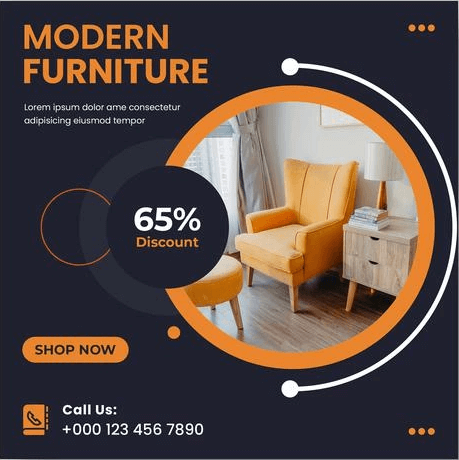 MODERN
FURNITURE
Lorem ipsum dolor ame consectetur
adipisicing eiusmod tempor
65%
Discount
SHOP NOW
Call Us:
+000 123 456 7890